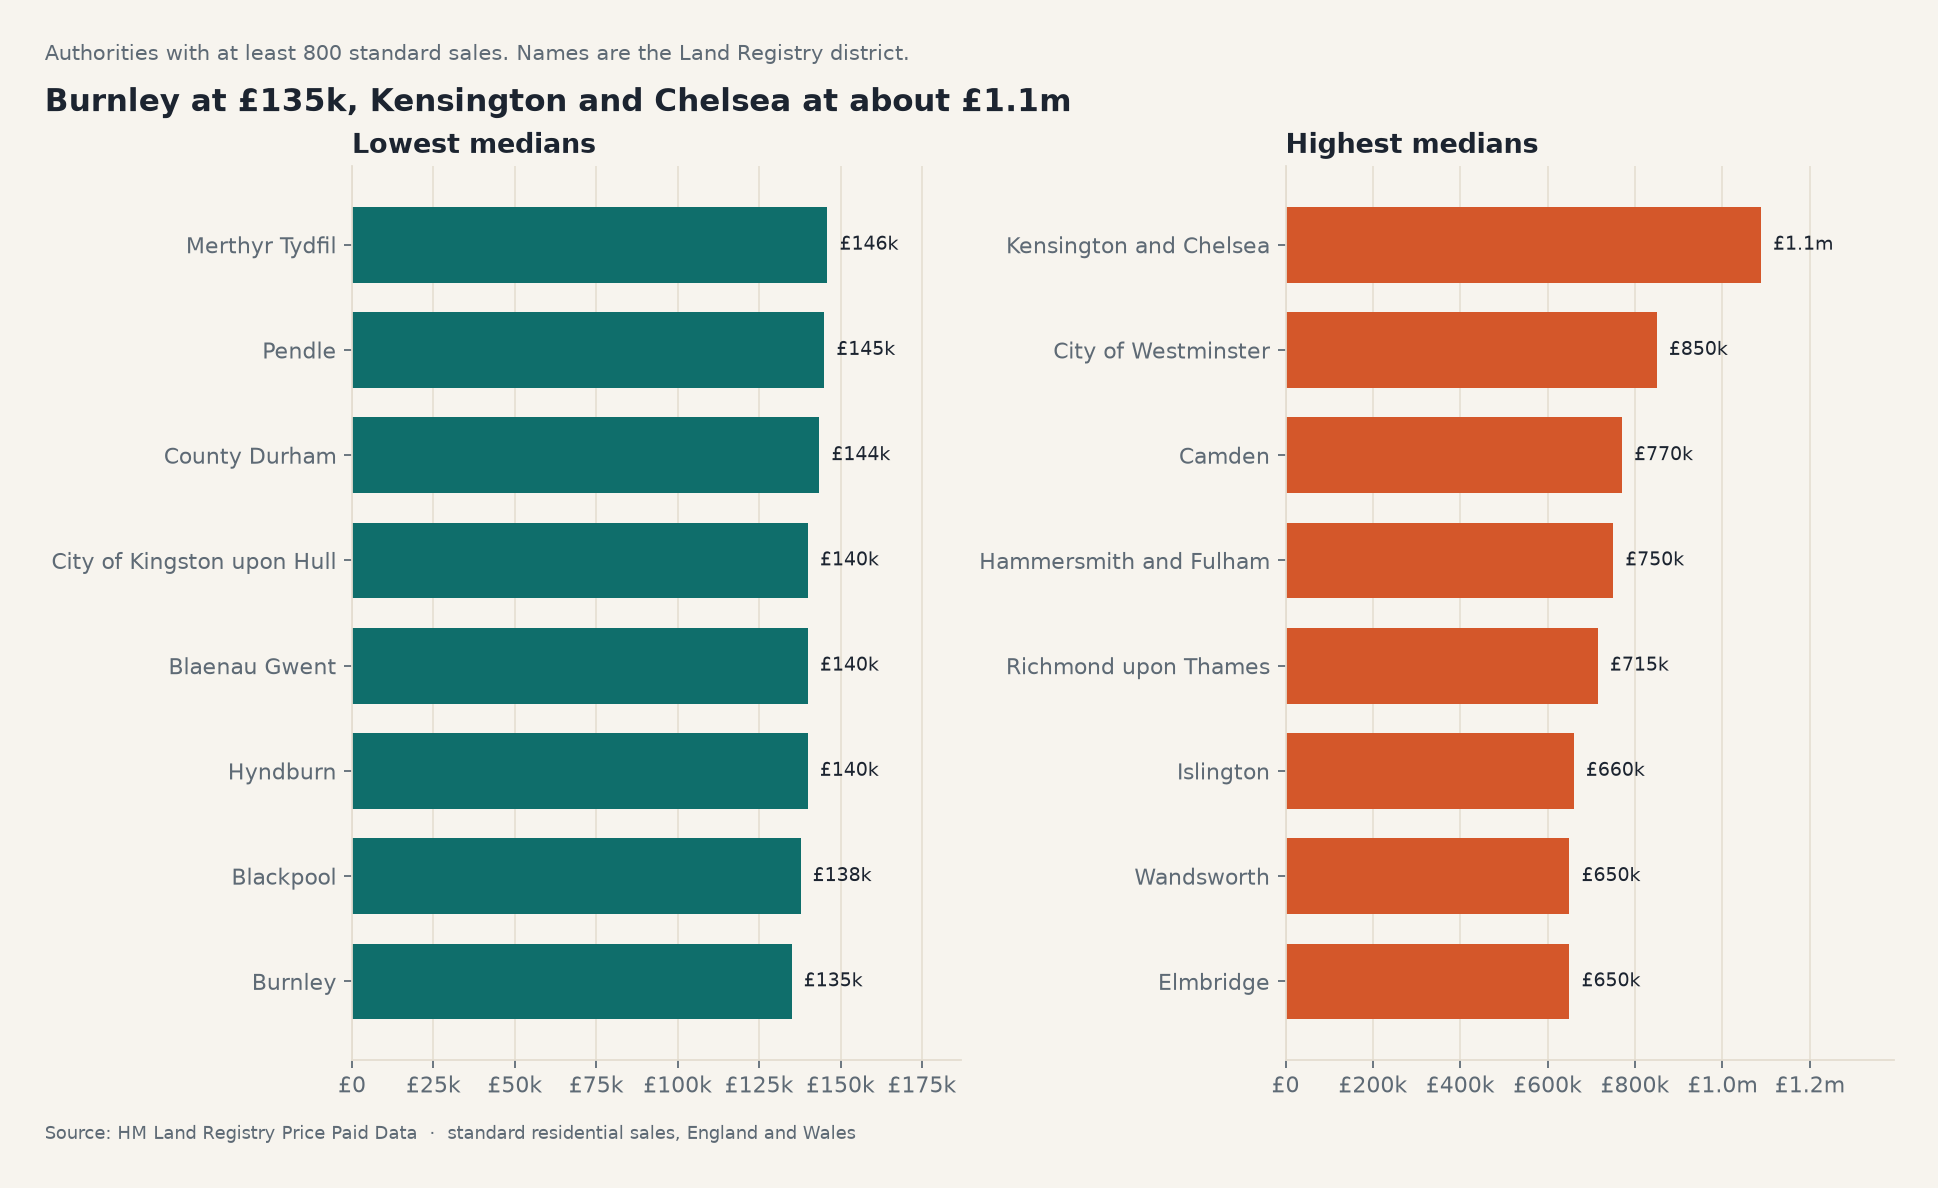 Authorities with at least 800 standard sales. Names are the Land Registry district.
Burnley at £135k, Kensington and Chelsea at about £1.1m
Lowest medians
Merthyr Tydfil £146k
Pendle £145k
County Durham £144k
City of Kingston upon Hull £140k
Blaenau Gwent £140k
Hyndburn £140k
Blackpool £138k
Burnley £135k
£0 £25k £50k £75k £100k £125k £150k £175k
Highest medians
Kensington and Chelsea £1.1m
City of Westminster £850k
Camden £770k
Hammersmith and Fulham £750k
Richmond upon Thames £715k
Islington £660k
Wandsworth £650k
Elmbridge £650k
£0 £200k £400k £600k £800k £1.0m £1.2m
Source: HM Land Registry Price Paid Data · standard residential sales, England and Wales